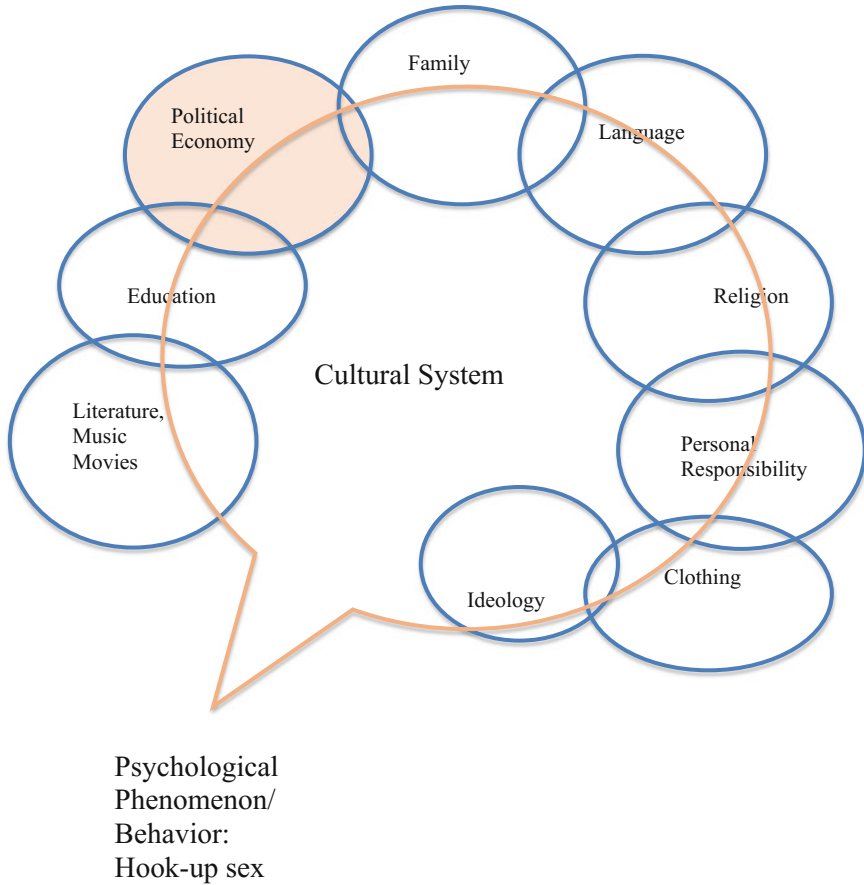 Family
Political
Economy
Language
Education
Religion
Cultural System
Literature,
Music
Movies
Personal
Responsibility
Ideology
Clothing
Psychological
Phenomenon/
Behavior:
Hook-up sex